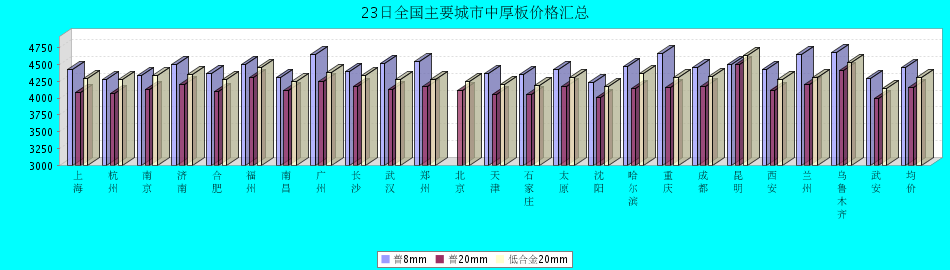 23日全国主要城市中厚板价格汇总
4750
4500
4250
4000
3750
3500
3250
3000
上海 杭州 南京 济南 合肥 福州 南昌 广州 长沙 武汉 郑州 北京 天津 石家庄 太原 沈阳 哈尔滨 重庆 成都 昆明 西安 兰州 乌鲁木齐 武安 均价
普8mm 普20mm 低合金20mm